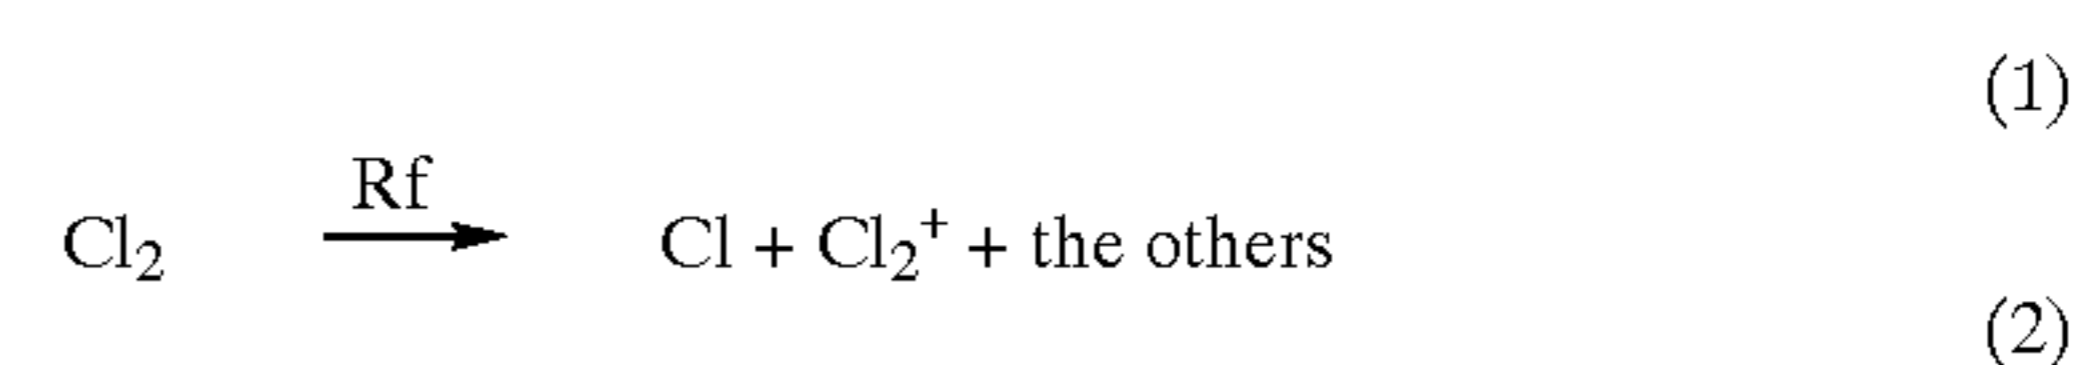 (1)
Rf
Cl₂ ⟶ Cl + Cl₂⁺ + the others
(2)